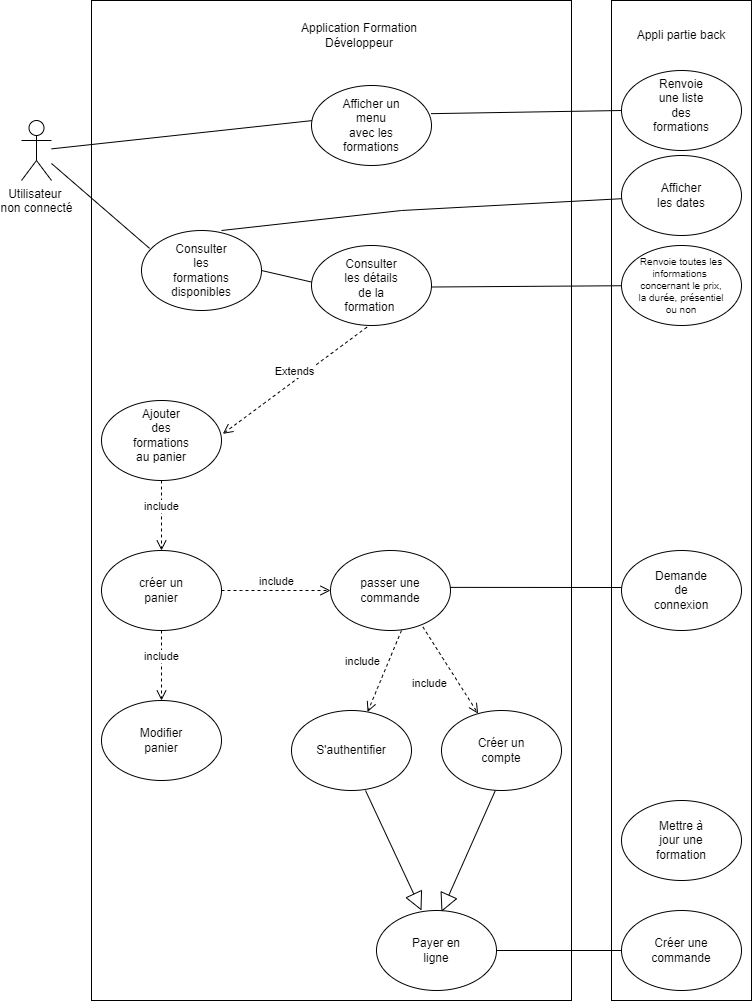 Application Formation
Développeur
Appli partie back
Afficher un
menu
avec les
formations
Renvoie
une liste
des
formations
Utilisateur
non connecté
Afficher
les dates
Consulter
les
formations
disponibles
Consulter
les détails
de la
formation
Renvoie toutes les
informations
concernant le prix,
la durée, présentiel
ou non
Extends
Ajouter
des
formations
au panier
include
créer un
panier
include
passer une
commande
Demande
de
connexion
include
include
include
Modifier
panier
S'authentifier
Créer un
compte
Mettre à
jour une
formation
Payer en
ligne
Créer une
commande